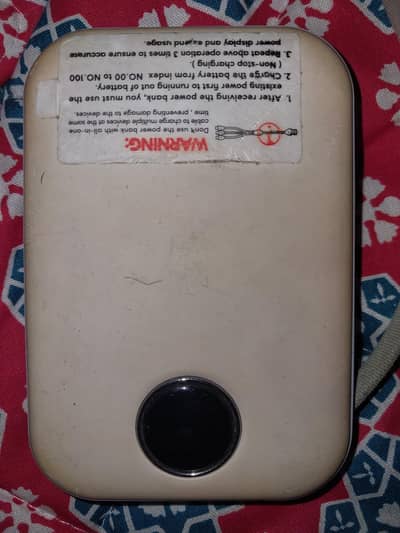 WARNING:
Don't use the power bank with all-in-one
cable to charge multiple devices at the same
time , preventing damage to the devices.
1. After receiving the power bank, you must use the
existing power first to running out of battery.
2. Charge the battery from index NO.00 to NO.100
( Non-stop charging ).
3. Repeat above operation 3 times to ensure accurate
power display and extend usage.